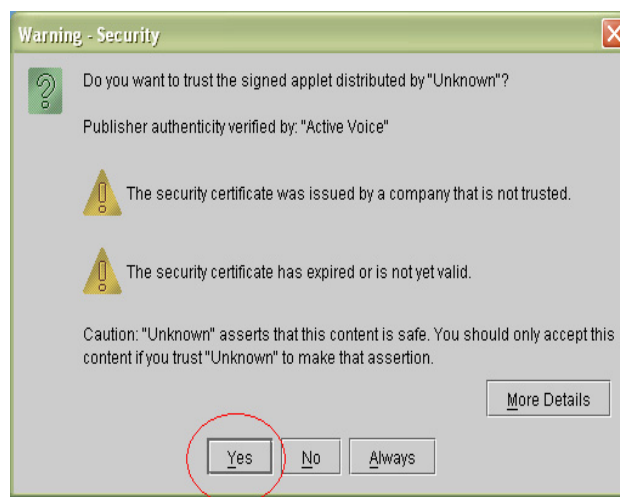 Warning - Security
Do you want to trust the signed applet distributed by "Unknown"?
Publisher authenticity verified by: "Active Voice"
The security certificate was issued by a company that is not trusted.
The security certificate has expired or is not yet valid.
Caution: "Unknown" asserts that this content is safe. You should only accept this
content if you trust "Unknown" to make that assertion.
More Details
Yes No Always